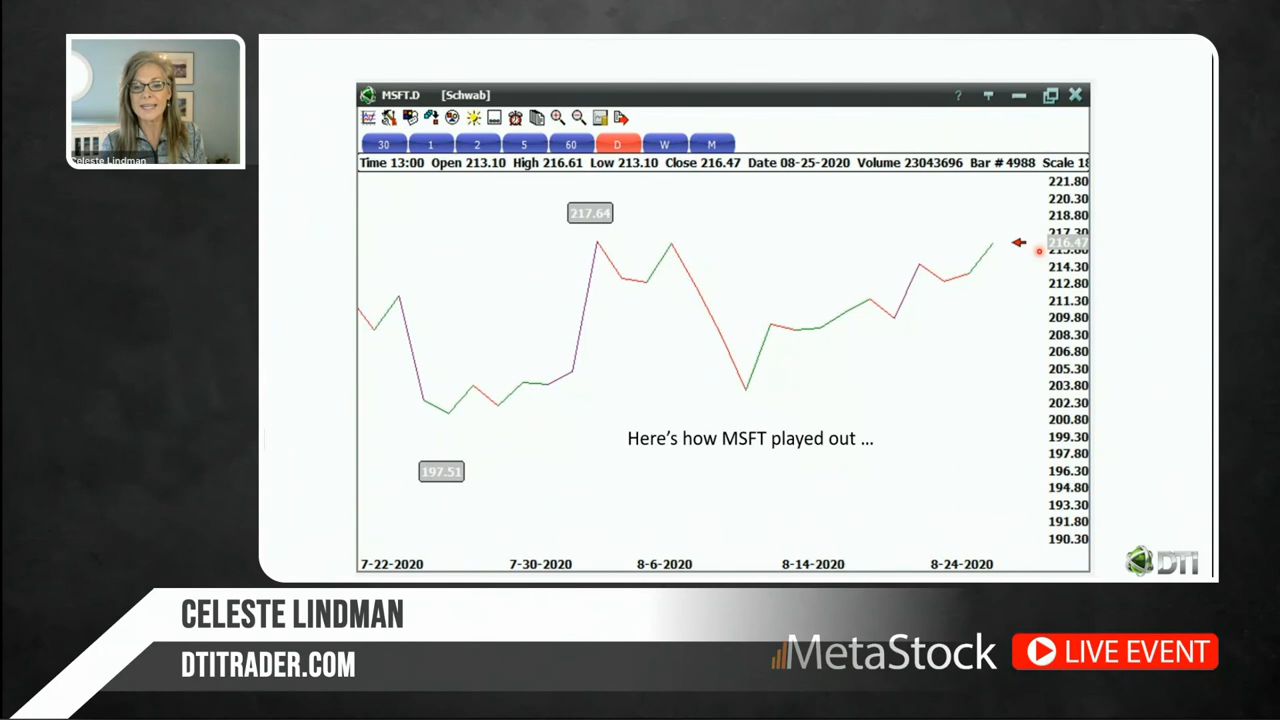 Celeste Lindman
MSFT.D [Schwab]
?
30 1 2 5 60 D W M
Time 13:00 Open 213.10 High 216.61 Low 213.10 Close 216.47 Date 08-25-2020 Volume 23043696 Bar # 4988 Scale 18
221.80
220.30
218.80
217.64
217.30
216.47
214.30
212.80
211.30
209.80
208.30
206.80
205.30
203.80
202.30
200.80
Here's how MSFT played out ...
199.30
197.80
197.51
196.30
194.80
193.30
191.80
190.30
7-22-2020 7-30-2020 8-6-2020 8-14-2020 8-24-2020
DTI
CELESTE LINDMAN
DTITRADER.COM
MetaStock LIVE EVENT